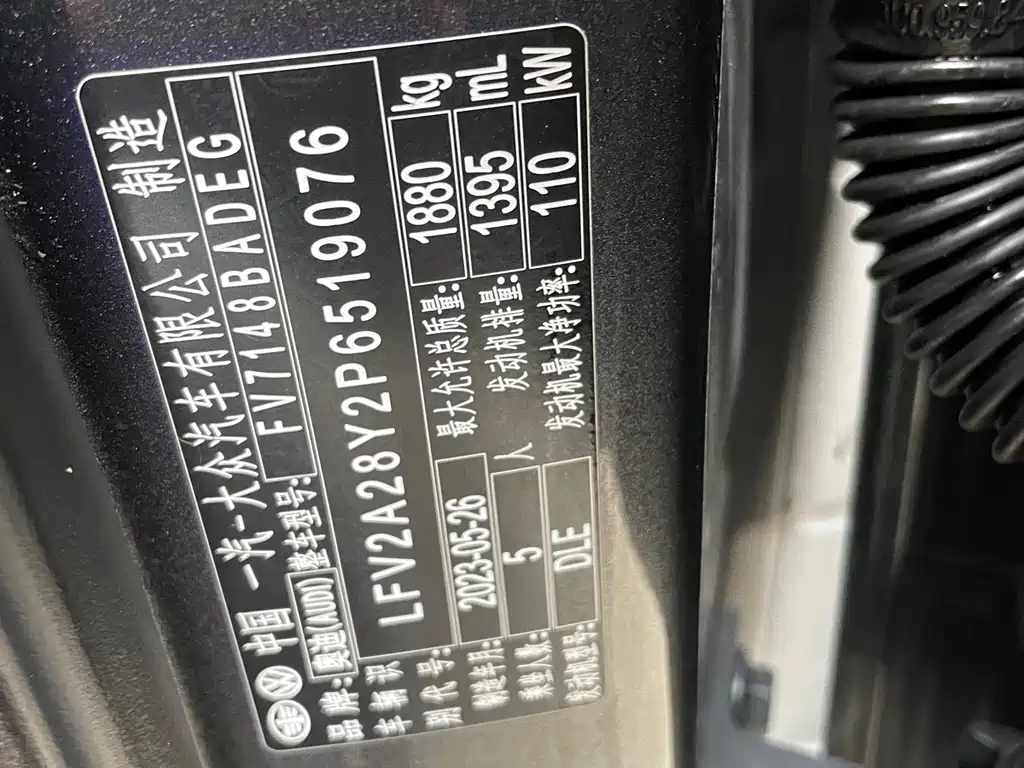 中国 一汽-大众汽车有限公司 制造
品牌: 奥迪(AUDI) 整车型号: FV7148BADEG
车辆识别代号: LFV2A28Y2P6519076
制造年月: 2023-05-26 最大允许总质量: 1880 kg
乘坐人数: 5 人 发动机排量: 1395 mL
发动机型号: DLE 发动机最大净功率: 110 kW